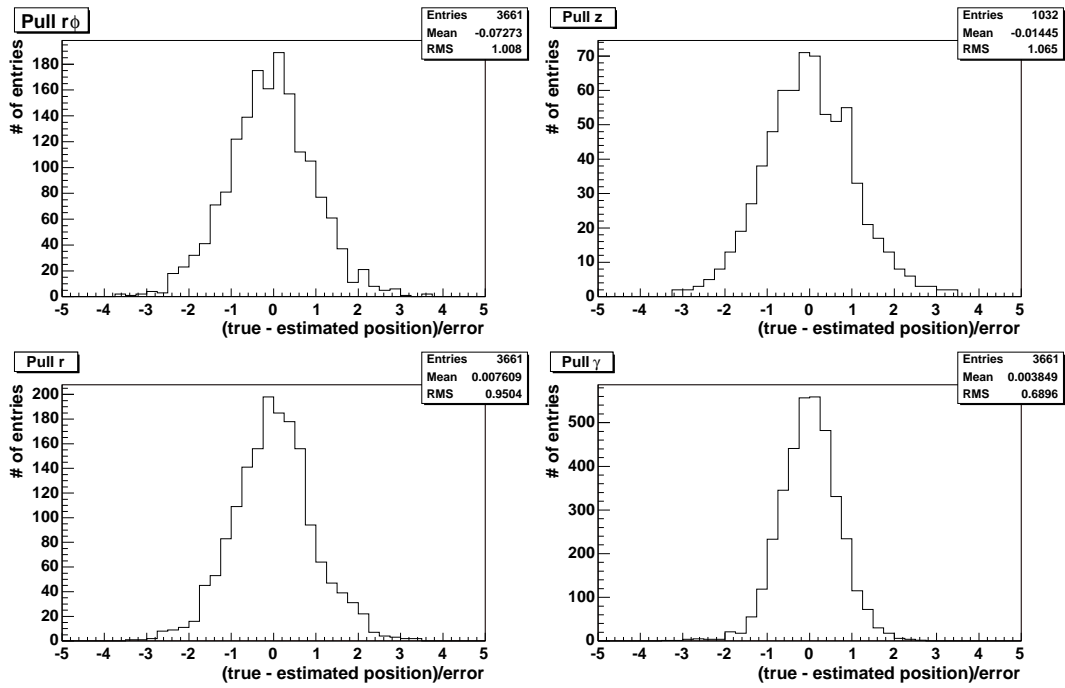 Pull rϕ
Entries 3661
Mean -0.07273
RMS 1.008
# of entries
180
160
140
120
100
80
60
40
20
0
-5 -4 -3 -2 -1 0 1 2 3 4 5
(true - estimated position)/error
Pull z
Entries 1032
Mean -0.01445
RMS 1.065
# of entries
70
60
50
40
30
20
10
0
-5 -4 -3 -2 -1 0 1 2 3 4 5
(true - estimated position)/error
Pull r
Entries 3661
Mean 0.007609
RMS 0.9504
# of entries
200
180
160
140
120
100
80
60
40
20
0
-5 -4 -3 -2 -1 0 1 2 3 4 5
(true - estimated position)/error
Pull γ
Entries 3661
Mean 0.003849
RMS 0.6896
# of entries
500
400
300
200
100
0
-5 -4 -3 -2 -1 0 1 2 3 4 5
(true - estimated position)/error